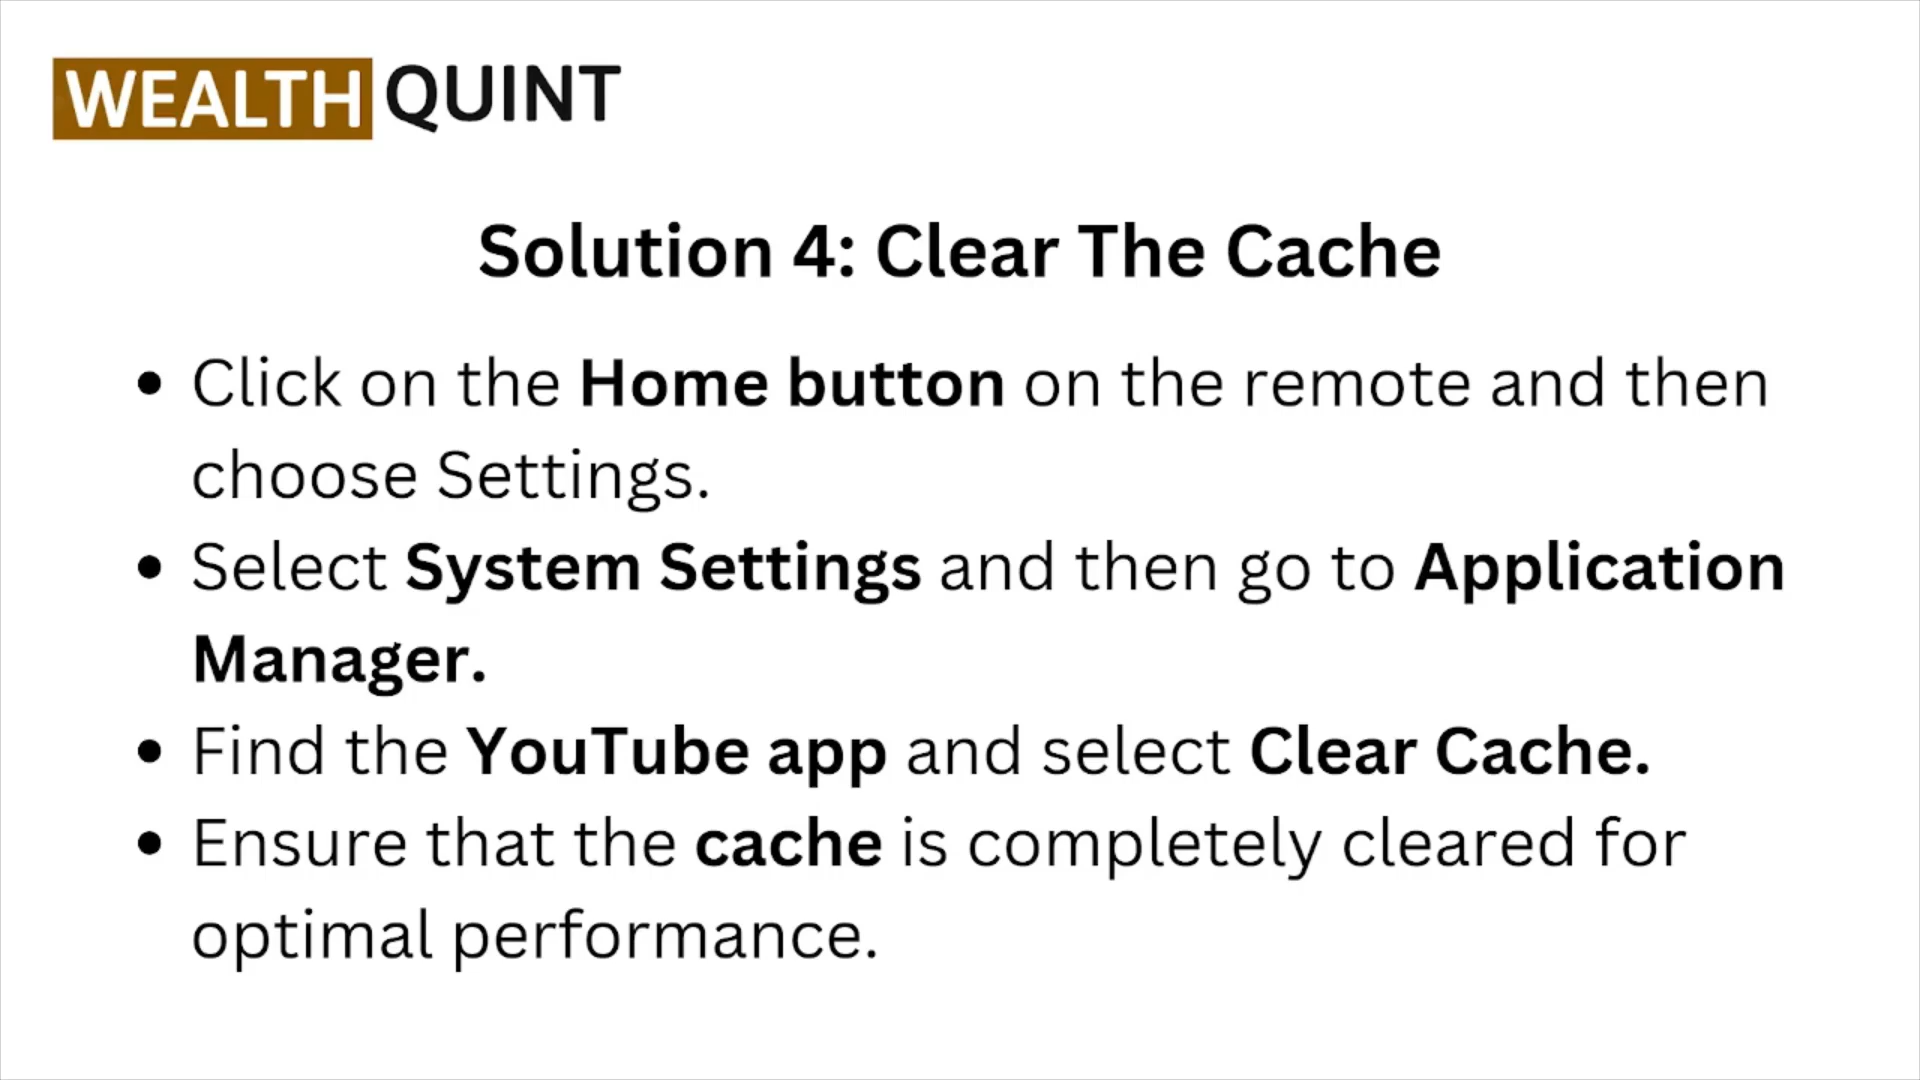 WEALTH QUINT
Solution 4: Clear The Cache
• Click on the Home button on the remote and then
choose Settings.
• Select System Settings and then go to Application
Manager.
• Find the YouTube app and select Clear Cache.
• Ensure that the cache is completely cleared for
optimal performance.